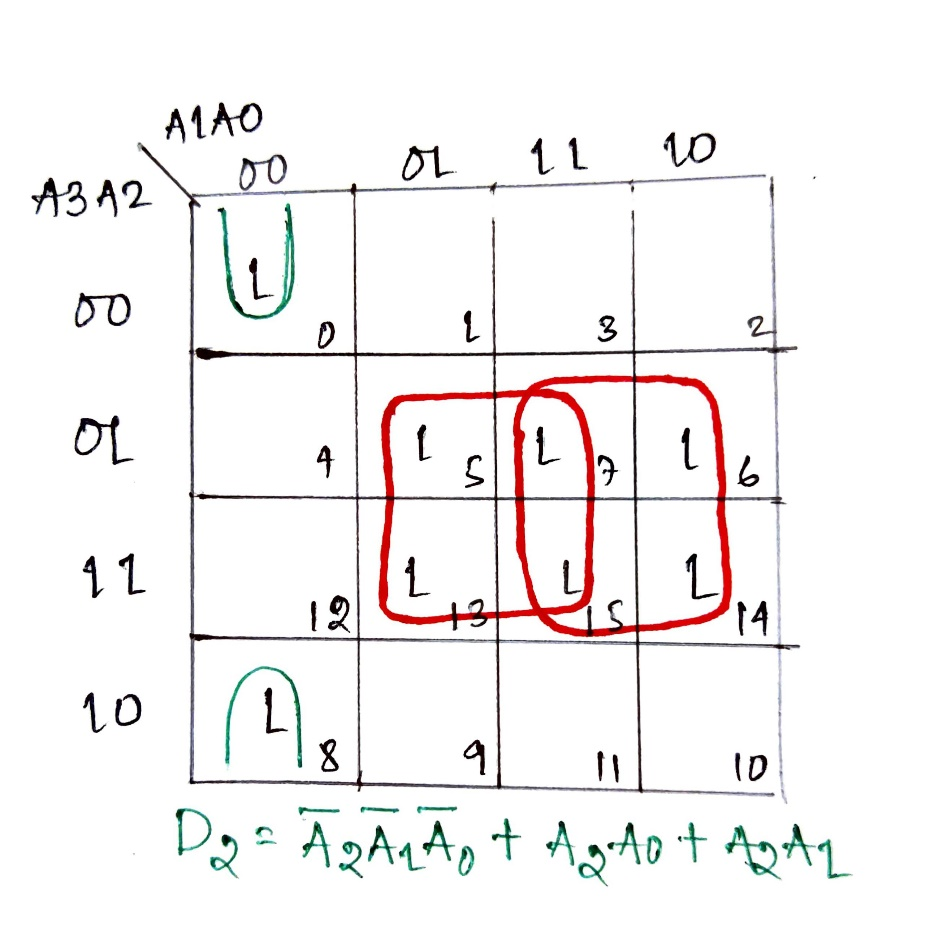 A1A0
00 01 11 10
A3A2
00 1 0 1 3 2
01 4 1 5 1 7 1 6
11 12 1 13 1 15 1 14
10 1 8 9 11 10
D₂ = A̅₂A̅₁A̅₀ + A₂A₀ + A₂A₁